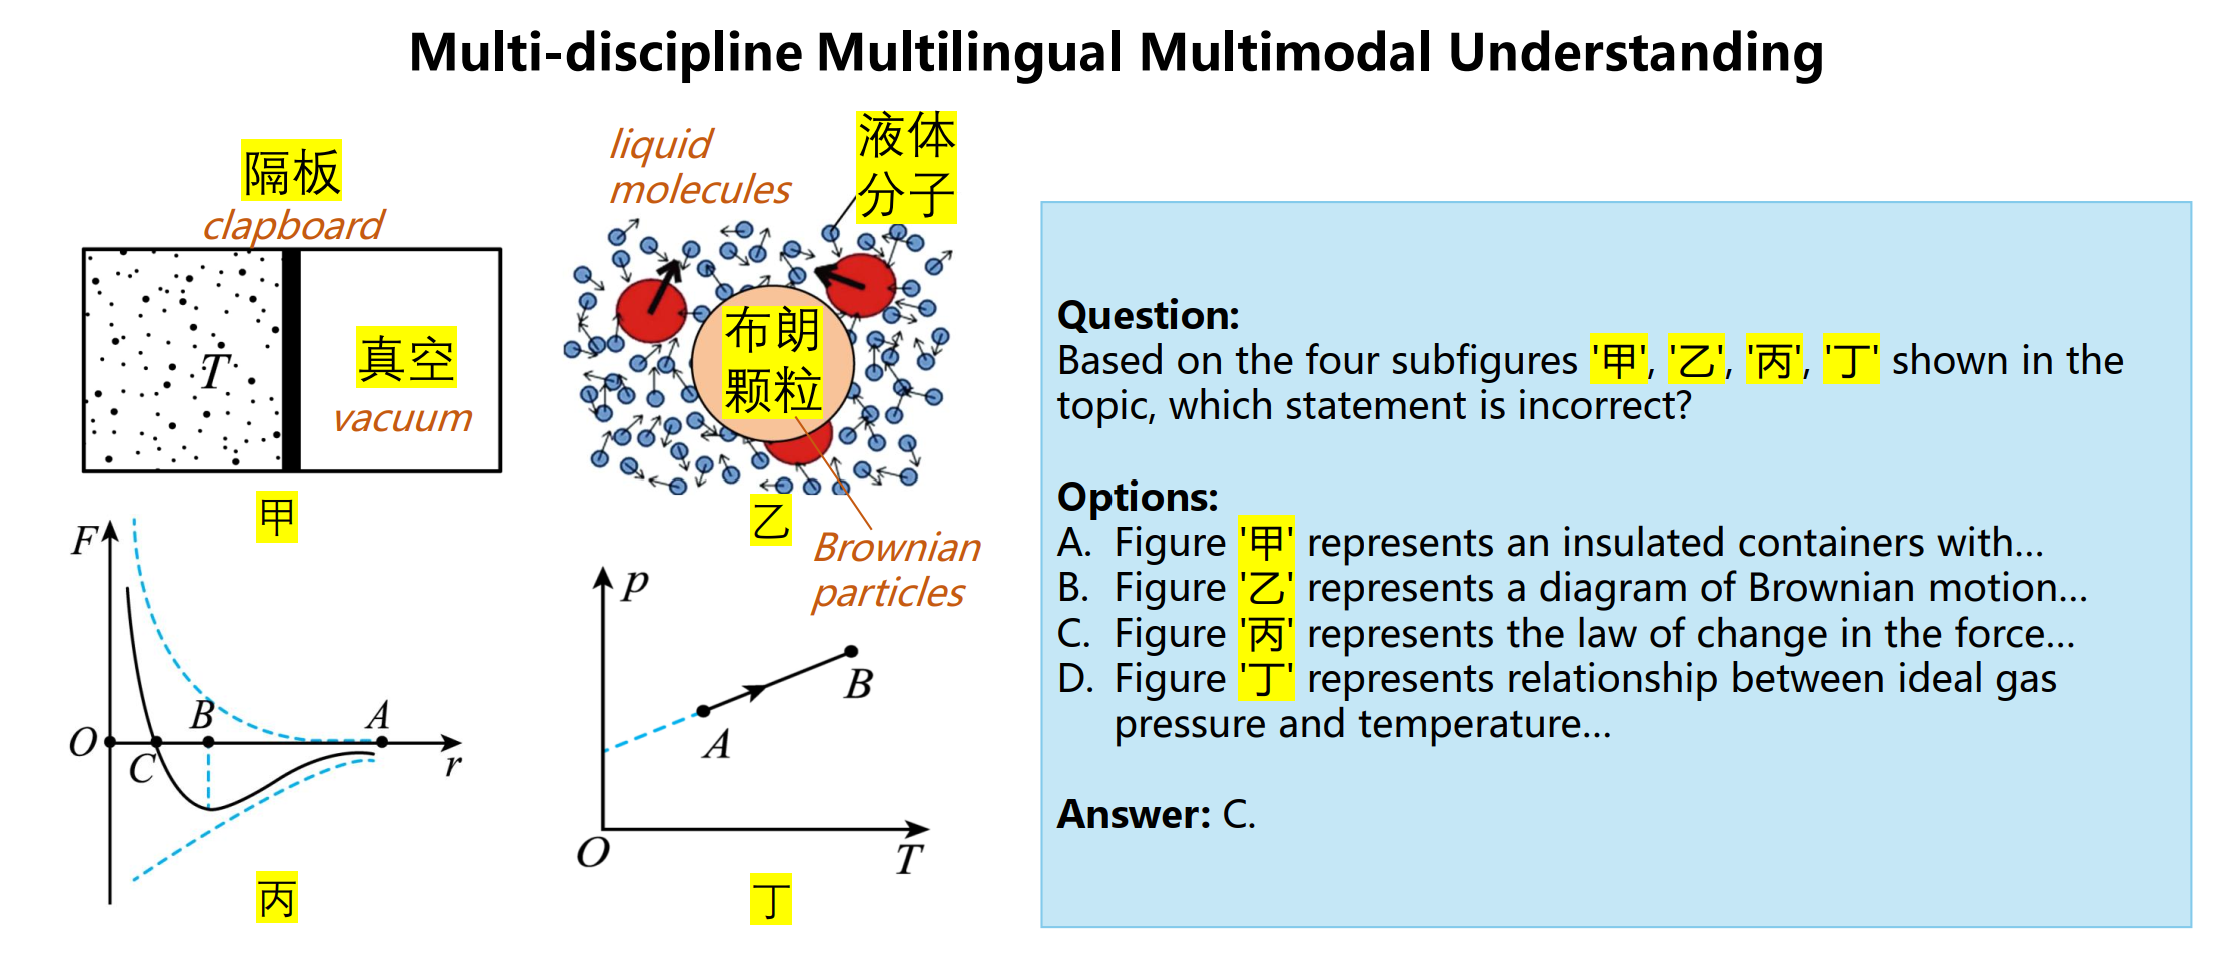 Multi-discipline Multilingual Multimodal Understanding
隔板
clapboard
T
真空
vacuum
甲
liquid
molecules
液体
分子
布朗
颗粒
乙
Brownian
particles
F
O
C
B
A
r
丙
p
A
B
O
T
丁
Question:
Based on the four subfigures '甲', '乙', '丙', '丁' shown in the
topic, which statement is incorrect?
Options:
A. Figure '甲' represents an insulated containers with...
B. Figure '乙' represents a diagram of Brownian motion...
C. Figure '丙' represents the law of change in the force...
D. Figure '丁' represents relationship between ideal gas
pressure and temperature...
Answer: C.